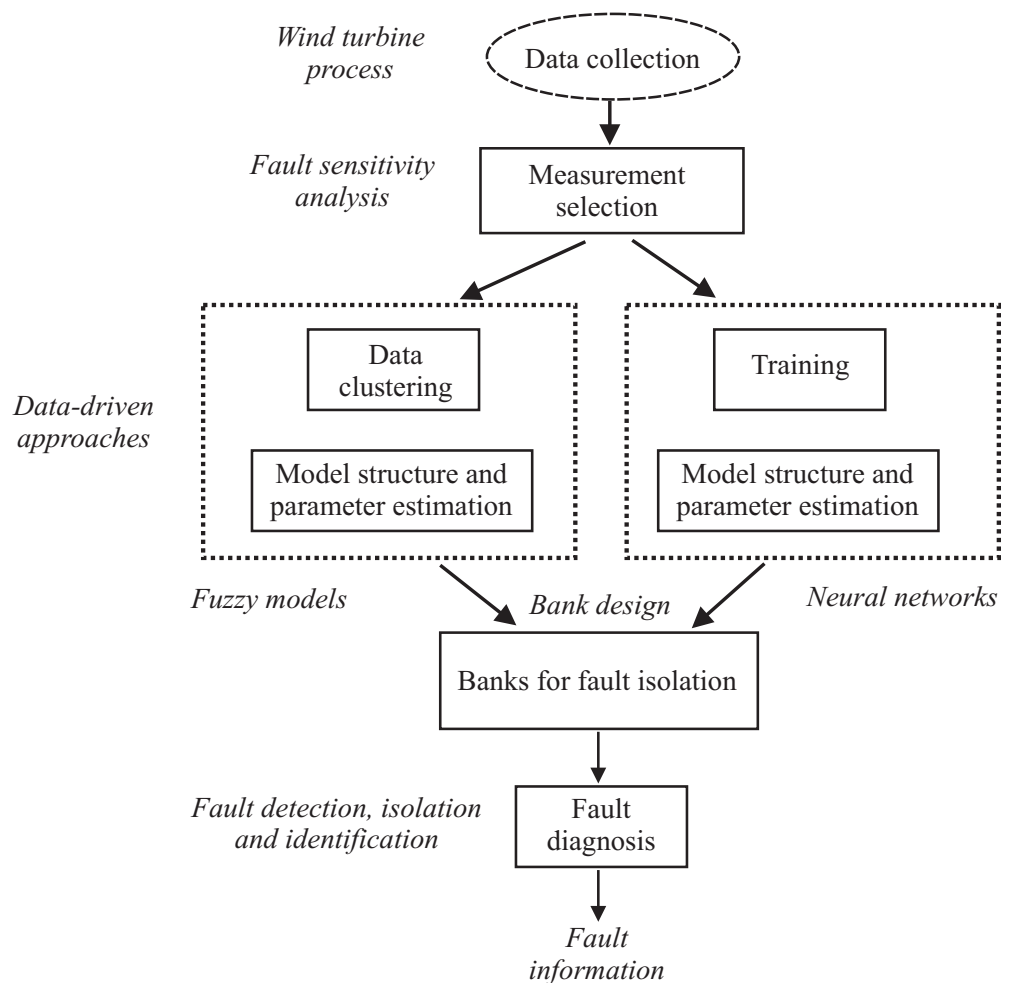 Wind turbine
process
Data collection
Fault sensitivity
analysis
Measurement
selection
Data-driven
approaches
Data
clustering
Model structure and
parameter estimation
Training
Model structure and
parameter estimation
Fuzzy models
Bank design
Neural networks
Banks for fault isolation
Fault detection, isolation
and identification
Fault
diagnosis
Fault
information